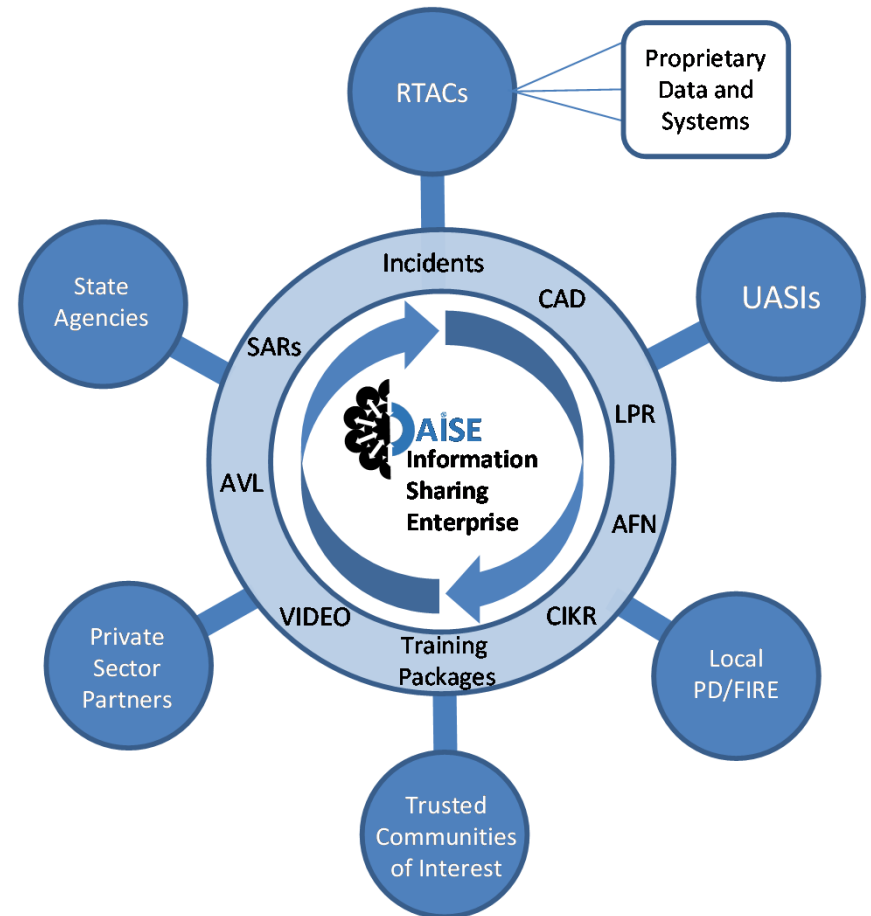 RTACs
Proprietary
Data and
Systems
State
Agencies
UASIs
Incidents
CAD
SARs
LPR
AVL
AFN
VIDEO
CIKR
Training
Packages
DAISE
Information
Sharing
Enterprise
Private
Sector
Partners
Local
PD/FIRE
Trusted
Communities
of Interest